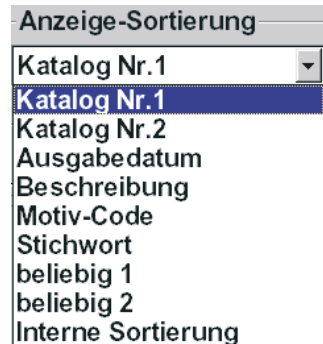 Anzeige-Sortierung
Katalog Nr.1
Katalog Nr.1
Katalog Nr.2
Ausgabedatum
Beschreibung
Motiv-Code
Stichwort
beliebig 1
beliebig 2
Interne Sortierung